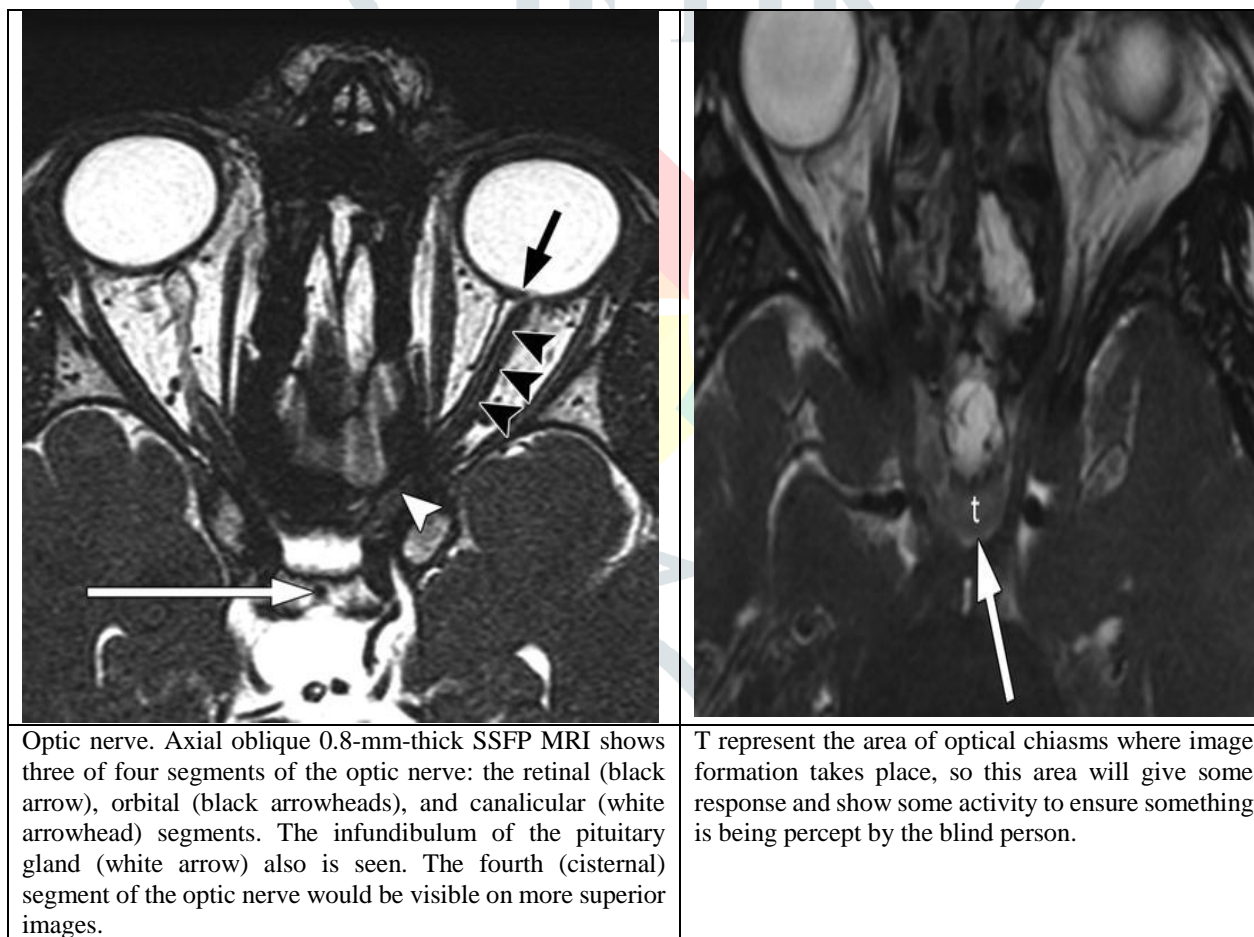 t
Optic nerve. Axial oblique 0.8-mm-thick SSFP MRI shows
three of four segments of the optic nerve: the retinal (black
arrow), orbital (black arrowheads), and canalicular (white
arrowhead) segments. The infundibulum of the pituitary
gland (white arrow) also is seen. The fourth (cisternal)
segment of the optic nerve would be visible on more superior
images.
T represent the area of optical chiasms where image
formation takes place, so this area will give some
response and show some activity to ensure something
is being percept by the blind person.